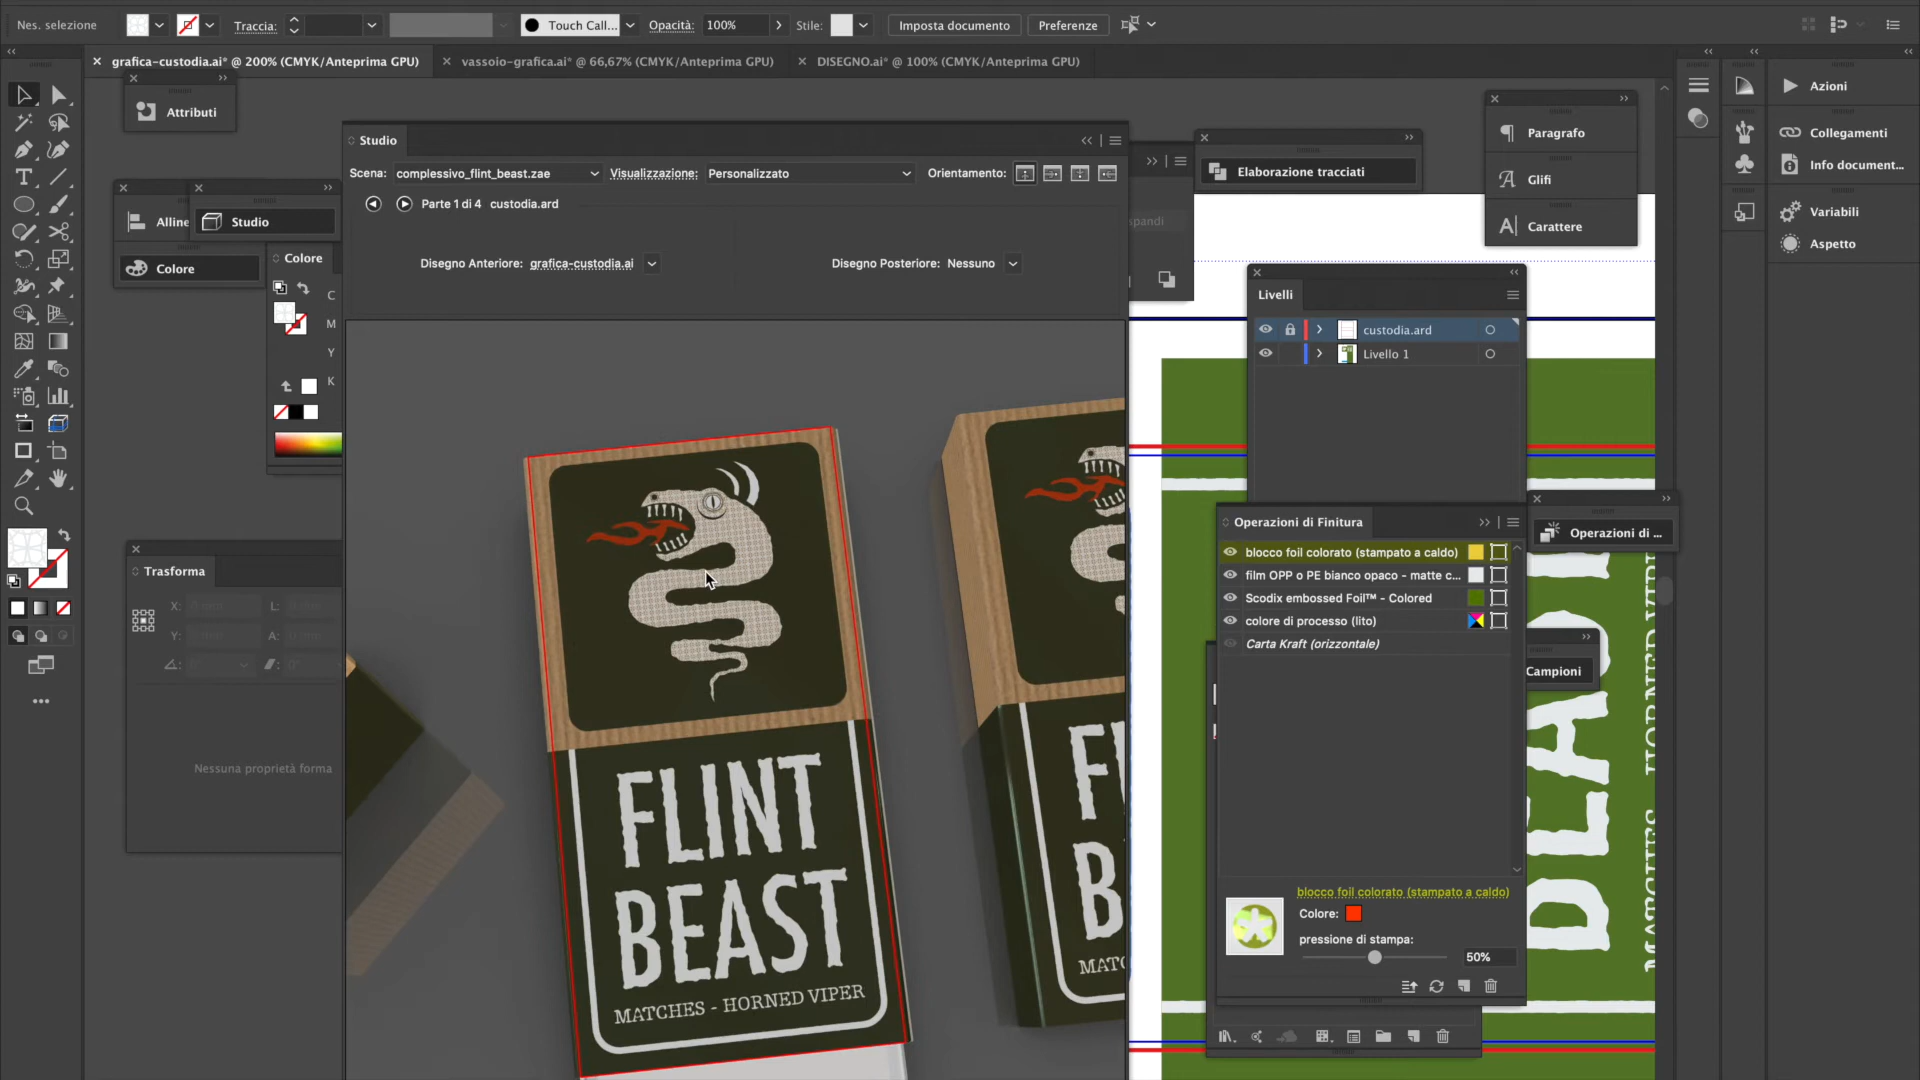 Nes. selezione
Traccia:
Touch Call...
Opacità:
100%
Stile:
Imposta documento
Preferenze
grafica-custodia.ai* @ 200% (CMYK/Anteprima GPU)
vassoio-grafica.ai* @ 66,67% (CMYK/Anteprima GPU)
DISEGNO.ai* @ 100% (CMYK/Anteprima GPU)
Attributi
Azioni
Studio
Paragrafo
Collegamenti
Scena:
complessivo_flint_beast.zae
Visualizzazione:
Personalizzato
Orientamento:
Elaborazione tracciati
Info document...
Glifi
Parte 1 di 4
custodia.ard
Alline
Studio
spandi
Carattere
Variabili
Colore
Colore
Aspetto
Disegno Anteriore:
grafica-custodia.ai
Disegno Posteriore:
Nessuno
C
M
Y
K
Livelli
custodia.ard
Livello 1
Operazioni di Finitura
Operazioni di ...
blocco foil colorato (stampato a caldo)
film OPP o PE bianco opaco - matte c...
Scodix embossed Foil™ - Colored
colore di processo (lito)
Carta Kraft (orizzontale)
Campioni
Trasforma
X:
L:
Y:
A:
Nessuna proprietà forma
FLINT
BEAST
MATCHES - HORNED VIPER
MATC
blocco foil colorato (stampato a caldo)
Colore:
pressione di stampa:
50%